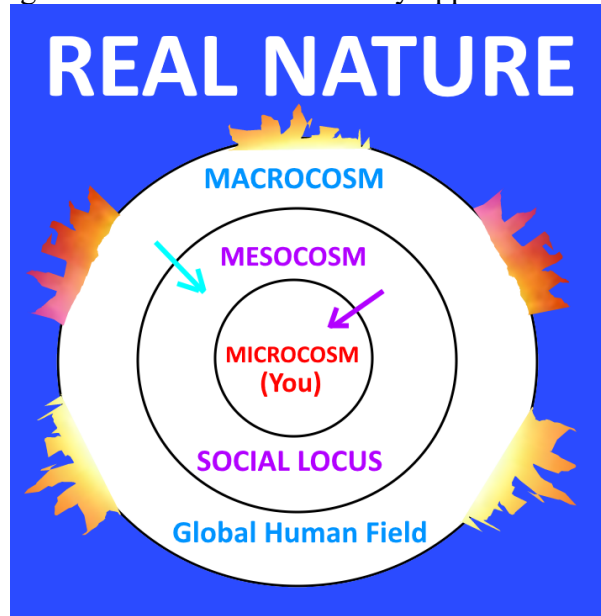 REAL NATURE
MACROCOSM
MESOCOSM
MICROCOSM
(You)
SOCIAL LOCUS
Global Human Field